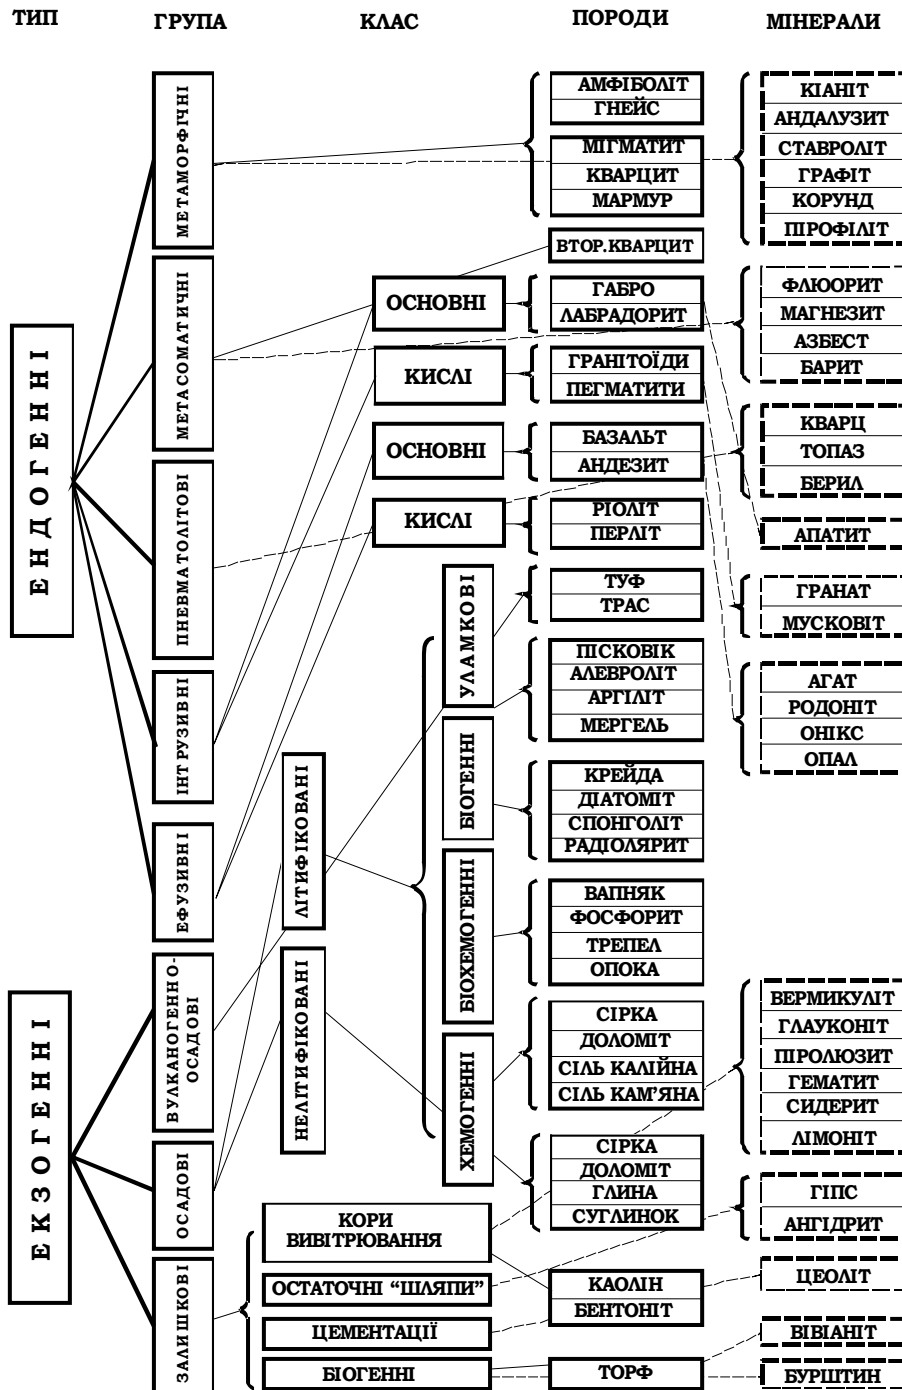 ТИП
ГРУПА
КЛАС
ПОРОДИ
МІНЕРАЛИ
ЕНДОГЕННІ
ЕКЗОГЕННІ
МЕТАМОРФІЧНІ
МЕТАСОМАТИЧНІ
ПНЕВМАТОЛІТОВІ
ІНТРУЗИВНІ
ЕФУЗИВНІ
ВУЛКАНОГЕННО-
ОСАДОВІ
ОСАДОВІ
ЗАЛИШКОВІ
ОСНОВНІ
КИСЛІ
ОСНОВНІ
КИСЛІ
ЛІТИФІКОВАНІ
НЕЛІТИФІКОВАНІ
УЛАМКОВІ
БІОГЕННІ
БІОХЕМОГЕННІ
ХЕМОГЕННІ
КОРИ
ВИВІТРЮВАННЯ
ОСТАТОЧНІ “ШЛЯПИ”
ЦЕМЕНТАЦІЇ
БІОГЕННІ
АМФІБОЛІТ
ГНЕЙС
МІГМАТИТ
КВАРЦИТ
МАРМУР
ВТОР.КВАРЦИТ
ГАБРО
ЛАБРАДОРИТ
ГРАНІТОЇДИ
ПЕГМАТИТИ
БАЗАЛЬТ
АНДЕЗИТ
РІОЛІТ
ПЕРЛІТ
ТУФ
ТРАС
ПІСКОВІК
АЛЕВРОЛІТ
АРГІЛІТ
МЕРГЕЛЬ
КРЕЙДА
ДІАТОМІТ
СПОНГОЛІТ
РАДІОЛЯРИТ
ВАПНЯК
ФОСФОРИТ
ТРЕПЕЛ
ОПОКА
СІРКА
ДОЛОМІТ
СІЛЬ КАЛІЙНА
СІЛЬ КАМ’ЯНА
СІРКА
ДОЛОМІТ
ГЛИНА
СУГЛИНОК
КАОЛІН
БЕНТОНІТ
ТОРФ
КІАНІТ
АНДАЛУЗИТ
СТАВРОЛІТ
ГРАФІТ
КОРУНД
ПІРОФІЛІТ
ФЛЮОРИТ
МАГНЕЗИТ
АЗБЕСТ
БАРИТ
КВАРЦ
ТОПАЗ
БЕРИЛ
АПАТИТ
ГРАНАТ
МУСКОВІТ
АГАТ
РОДОНІТ
ОНІКС
ОПАЛ
ВЕРМИКУЛІТ
ГЛАУКОНІТ
ПІРОЛЮЗИТ
ГЕМАТИТ
СИДЕРИТ
ЛІМОНІТ
ГІПС
АНГІДРИТ
ЦЕОЛІТ
ВІВІАНІТ
БУРШТИН